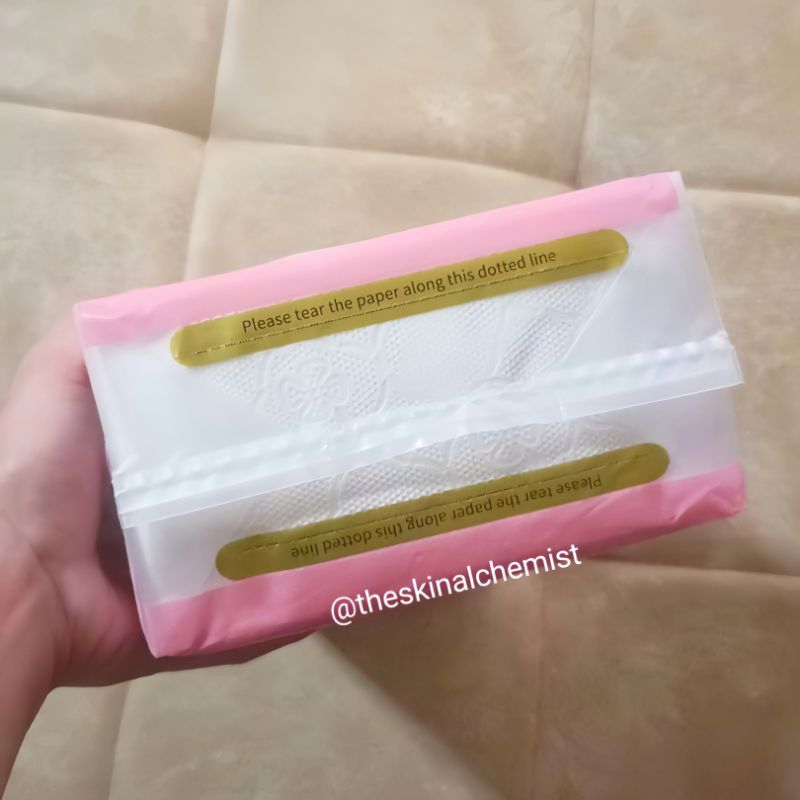 Please tear the paper along this dotted line
Please tear the paper along this dotted line
@theskinalchemist